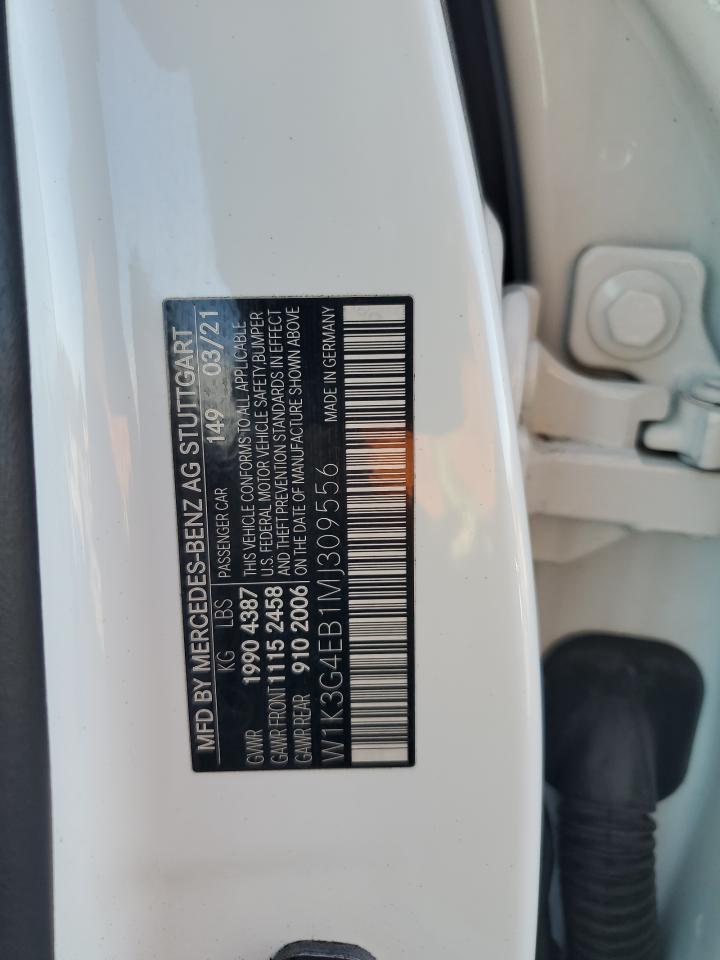 MFD BY MERCEDES-BENZ AG STUTTGART
KG LBS 149 03/21
PASSENGER CAR
GVWR 1990 4387 THIS VEHICLE CONFORMS TO ALL APPLICABLE
U.S. FEDERAL MOTOR VEHICLE SAFETY, BUMPER
GAWR FRONT 1115 2458 AND THEFT PREVENTION STANDARDS IN EFFECT
GAWR REAR 910 2006 ON THE DATE OF MANUFACTURE SHOWN ABOVE
W1K3G4EB1MJ309556 MADE IN GERMANY